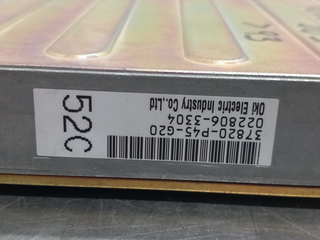 37820-P45-G20
022806-3304
Oki Electric Industry Co.,Ltd
52C